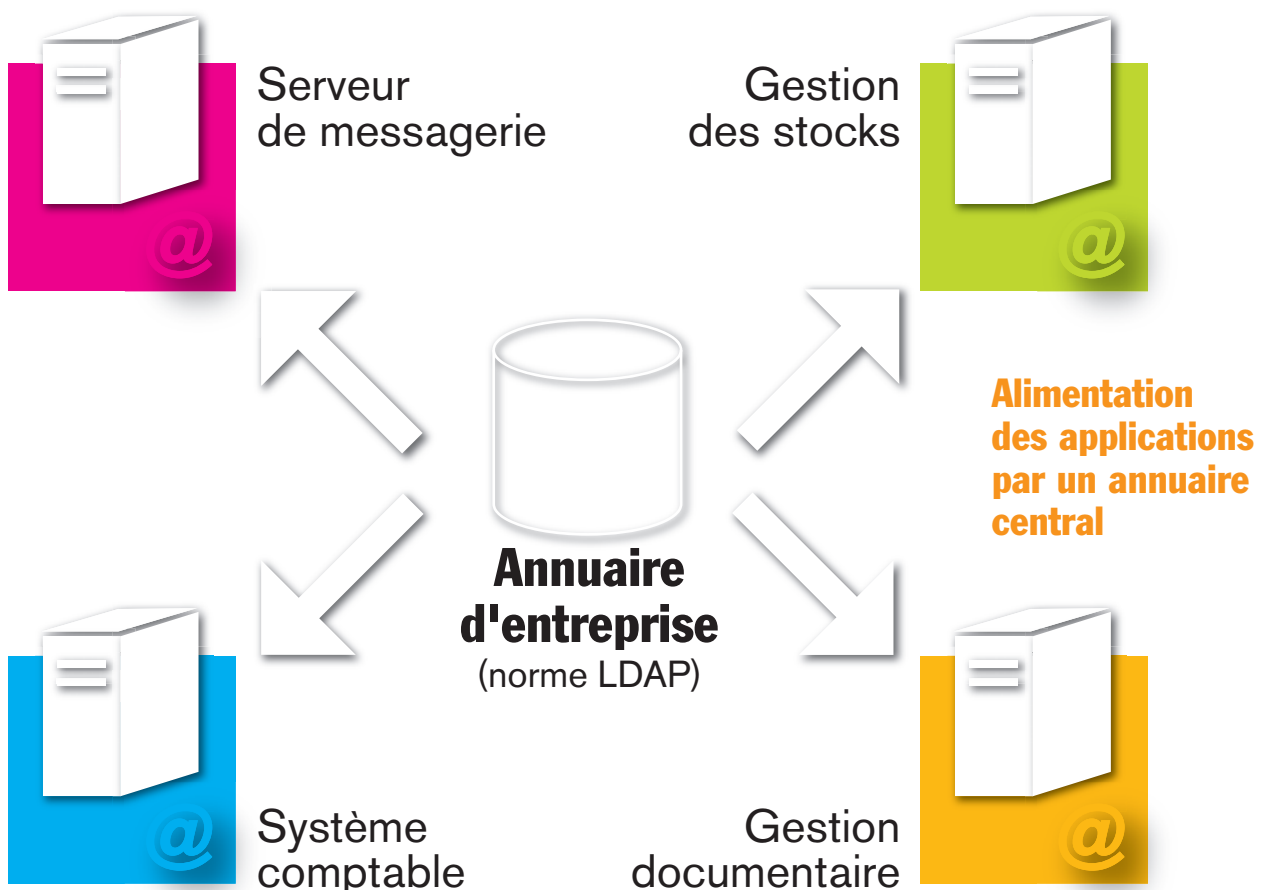 Serveur
de messagerie
Gestion
des stocks
@
@
Alimentation
des applications
par un annuaire
central
Annuaire
d'entreprise
(norme LDAP)
Système
comptable
Gestion
documentaire
@
@